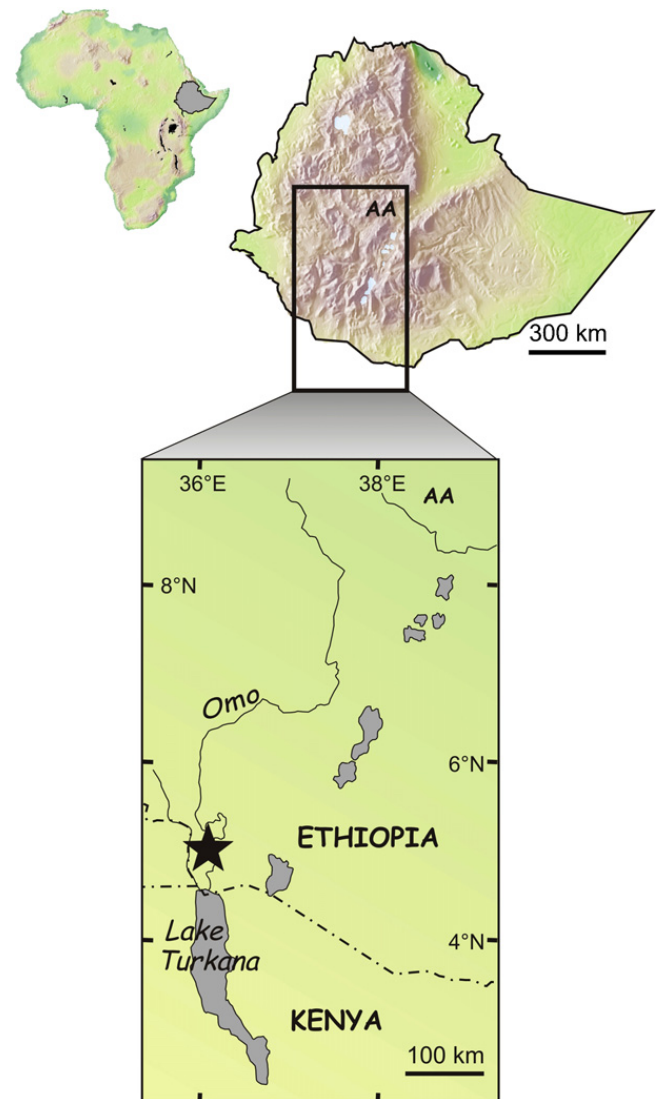 AA
300 km
36°E
38°E
AA
8°N
Omo
6°N
ETHIOPIA
Lake
Turkana
4°N
KENYA
100 km